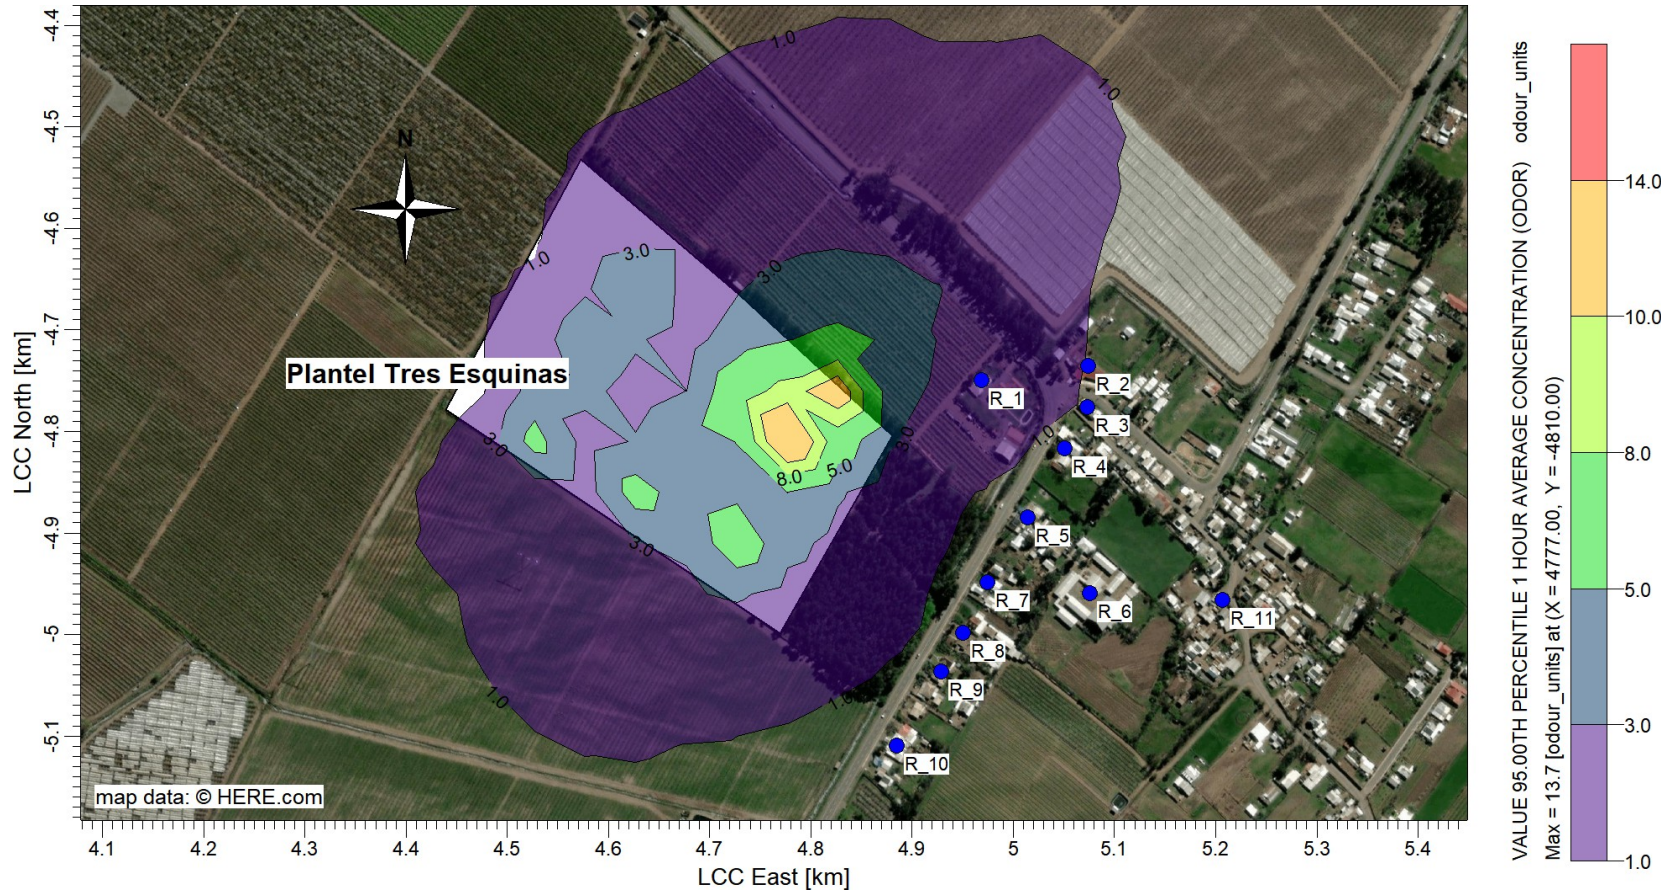 -4.4
-4.5
-4.6
-4.7
-4.8
-4.9
-5
-5.1
LCC North [km]
N
1.0
1.0
1.0
3.0
3.0
Plantel Tres Esquinas
3.0
3.0
5.0
8.0
3.0
1.0
1.0
1.0
R_1
R_2
R_3
R_4
R_5
R_6
R_7
R_8
R_9
R_10
R_11
map data: © HERE.com
4.1 4.2 4.3 4.4 4.5 4.6 4.7 4.8 4.9 5 5.1 5.2 5.3 5.4
LCC East [km]
VALUE 95.00TH PERCENTILE 1 HOUR AVERAGE CONCENTRATION (ODOR) odour_units
Max = 13.7 [odour_units] at (X = 4777.00, Y = -4810.00)
14.0
10.0
8.0
5.0
3.0
1.0